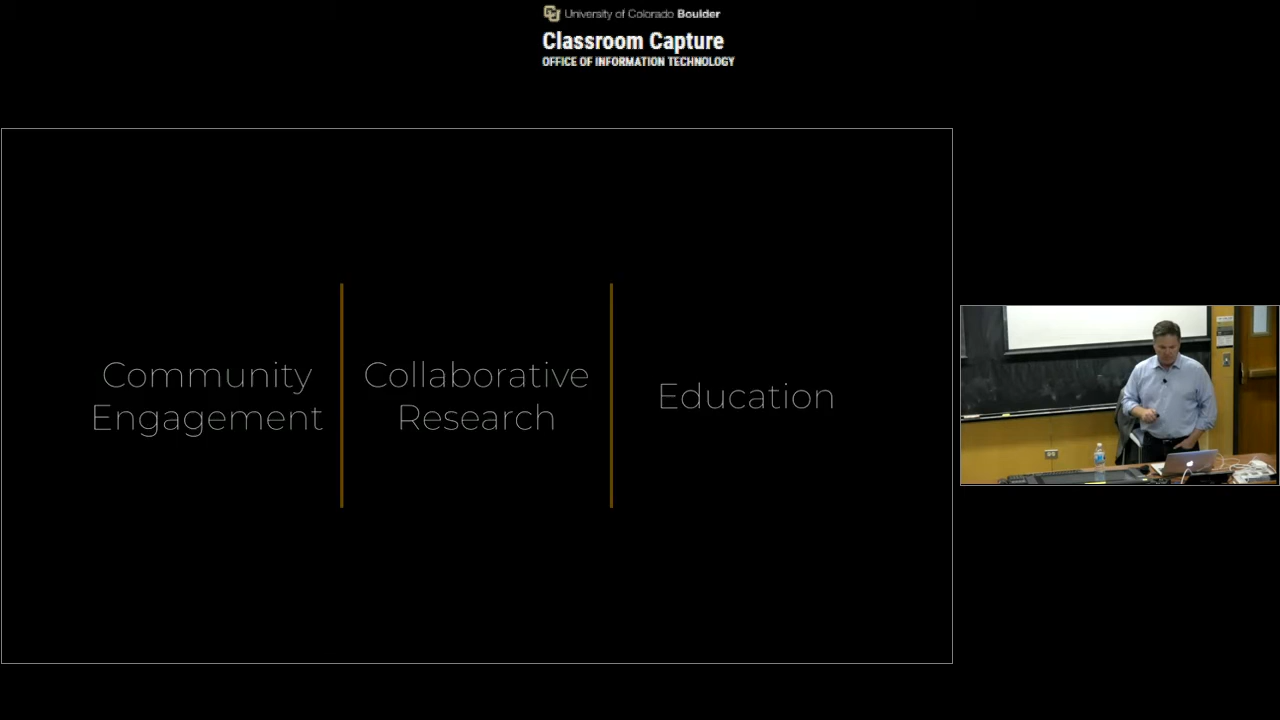 University of Colorado Boulder
Classroom Capture
OFFICE OF INFORMATION TECHNOLOGY
Community
Engagement
Collaborative
Research
Education